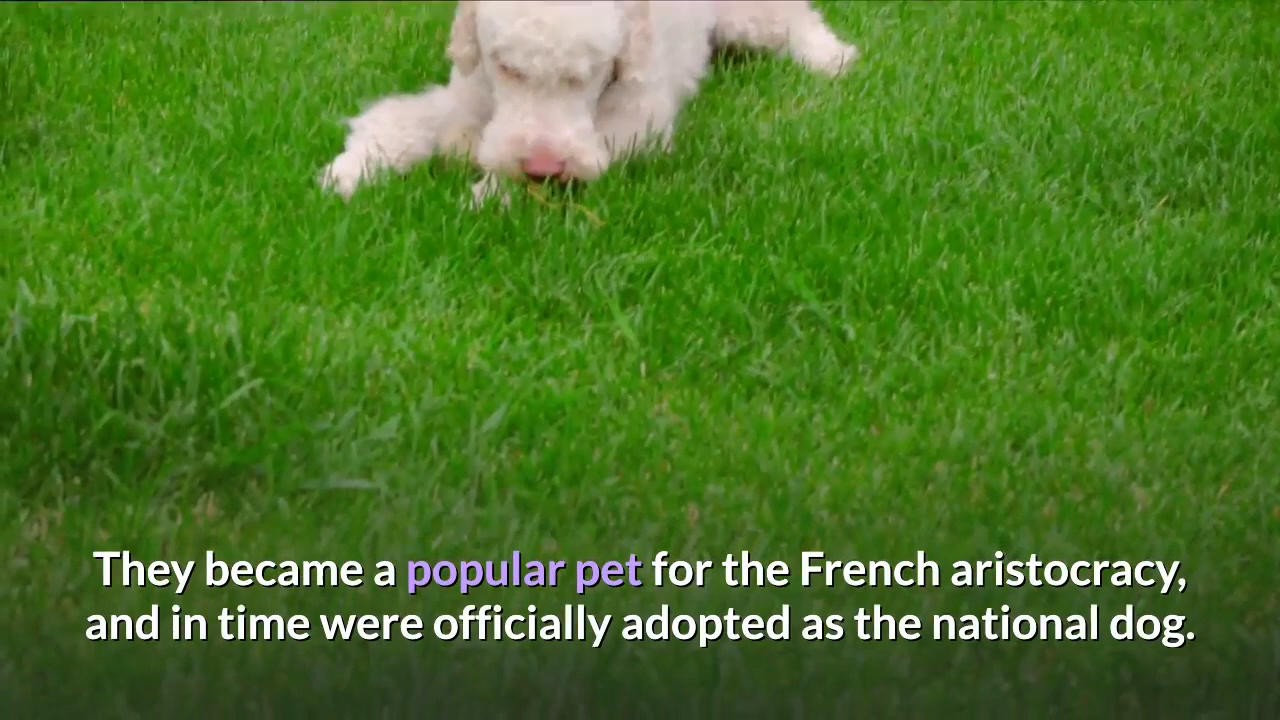 They became a popular pet for the French aristocracy,
and in time were officially adopted as the national dog.